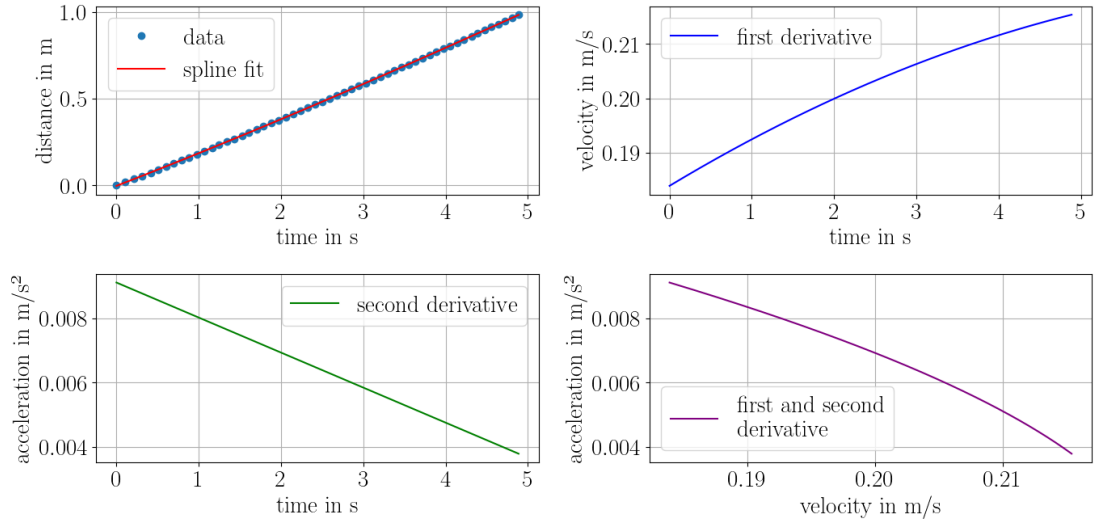 distance in m
1.0
0.5
0.0
data
spline fit
0 1 2 3 4 5
time in s
velocity in m/s
0.21
0.20
0.19
first derivative
0 1 2 3 4 5
time in s
acceleration in m/s²
0.008
0.006
0.004
second derivative
0 1 2 3 4 5
time in s
acceleration in m/s²
0.008
0.006
0.004
first and second
derivative
0.19 0.20 0.21
velocity in m/s